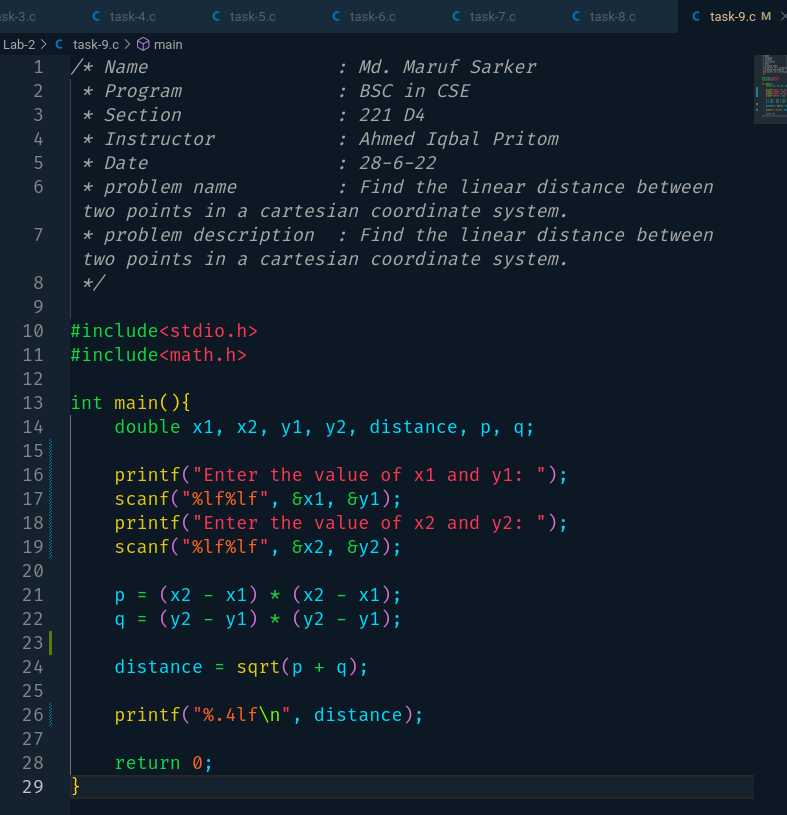 sk-3.c C task-4.c C task-5.c C task-6.c C task-7.c C task-8.c C task-9.c M
Lab-2 > C task-9.c > main
1 /* Name : Md. Maruf Sarker
2 * Program : BSC in CSE
3 * Section : 221 D4
4 * Instructor : Ahmed Iqbal Pritom
5 * Date : 28-6-22
6 * problem name : Find the linear distance between
two points in a cartesian coordinate system.
7 * problem description : Find the linear distance between
two points in a cartesian coordinate system.
8 */
9
10 #include<stdio.h>
11 #include<math.h>
12
13 int main(){
14 double x1, x2, y1, y2, distance, p, q;
15
16 printf("Enter the value of x1 and y1: ");
17 scanf("%lf%lf", &x1, &y1);
18 printf("Enter the value of x2 and y2: ");
19 scanf("%lf%lf", &x2, &y2);
20
21 p = (x2 - x1) * (x2 - x1);
22 q = (y2 - y1) * (y2 - y1);
23
24 distance = sqrt(p + q);
25
26 printf("%.4lf\n", distance);
27
28 return 0;
29 }